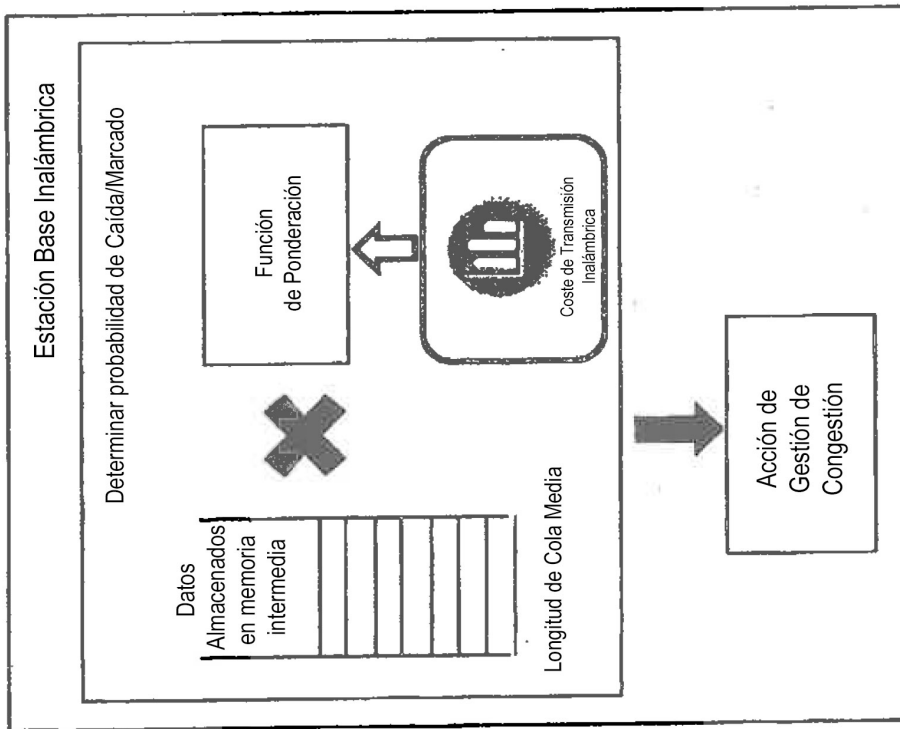 Estación Base Inalámbrica
Determinar probabilidad de Caída/Marcado
Datos
Almacenados
en memoria
intermedia
Longitud de Cola Media
Función
de Ponderación
Coste de Transmisión
Inalámbrica
Acción de
Gestión de
Congestión